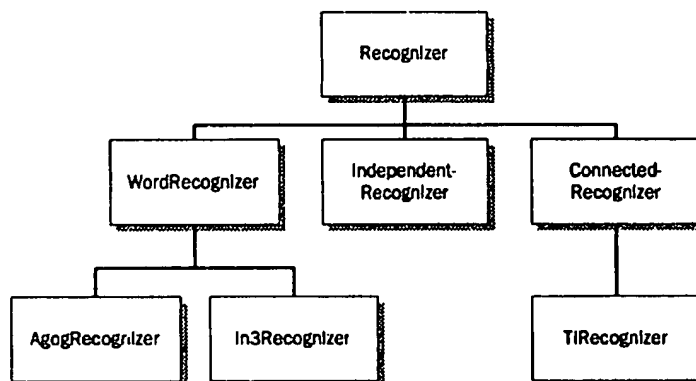 Recognizer
WordRecognizer
Independent-
Recognizer
Connected-
Recognizer
AgogRecognizer
In3Recognizer
TIRecognizer